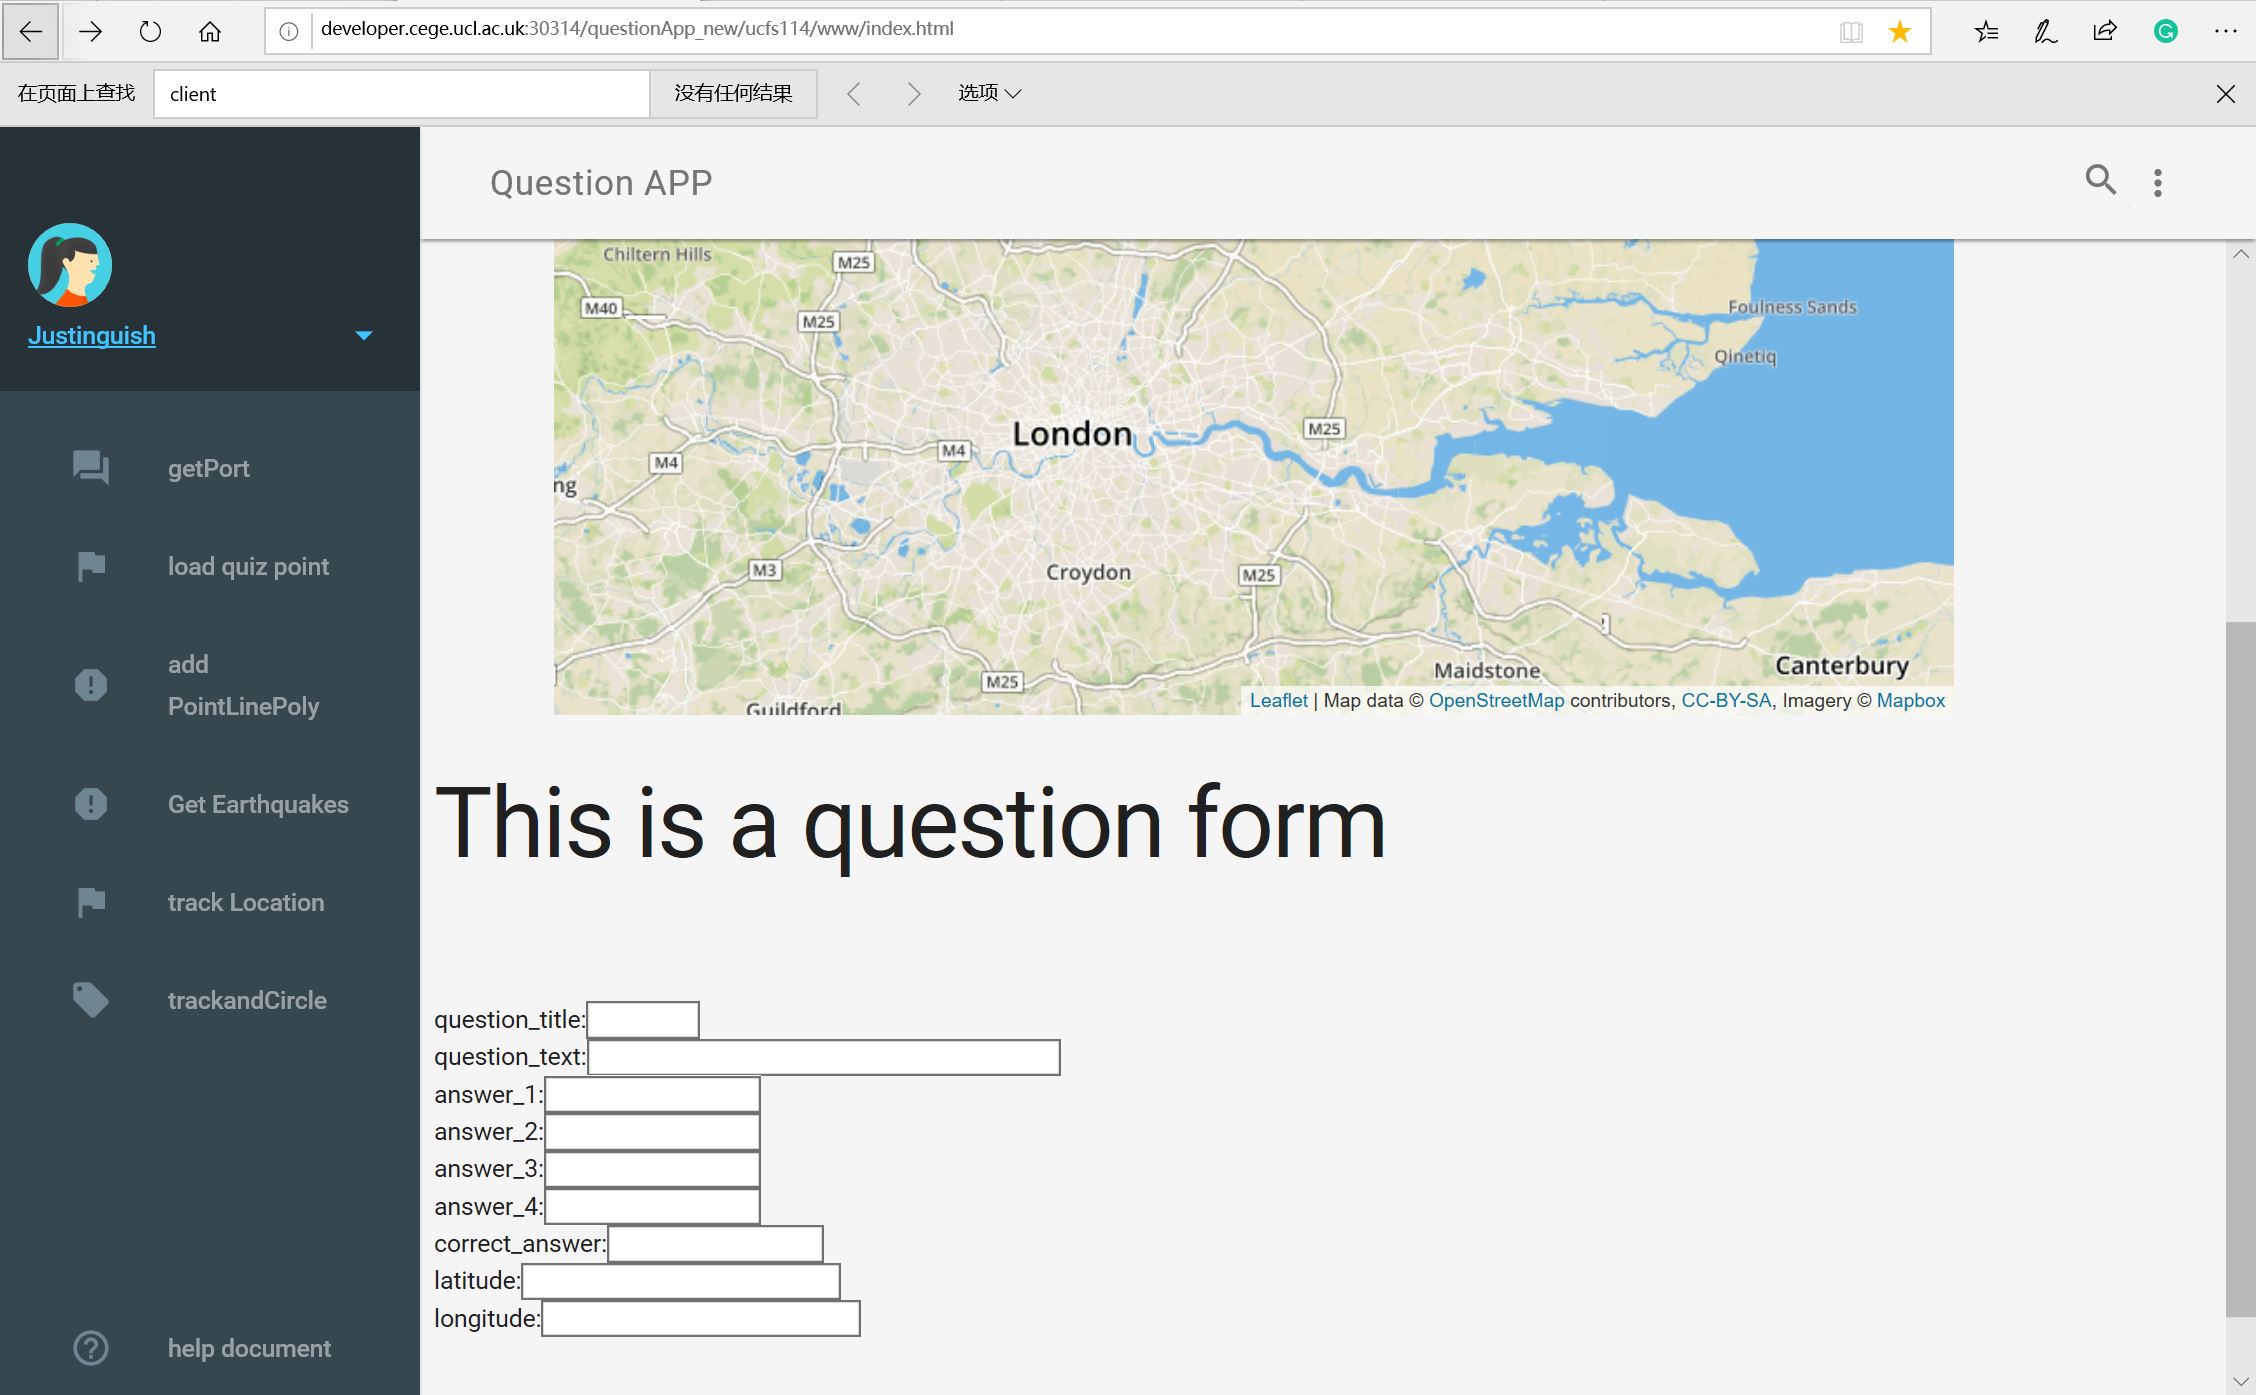 developer.cege.ucl.ac.uk:30314/questionApp_new/ucfs114/www/index.html
在页面上查找 client 没有任何结果 选项
Question APP
Justinguish
getPort
load quiz point
add
PointLinePoly
Get Earthquakes
track Location
trackandCircle
help document
Chiltern Hills
M25
M40
M25
Foulness Sands
Qinetiq
London
M25
M4
M4
ng
M3
Croydon
M25
Maidstone
Canterbury
M25
Guildford
Leaflet | Map data © OpenStreetMap contributors, CC-BY-SA, Imagery © Mapbox
This is a question form
question_title:
question_text:
answer_1:
answer_2:
answer_3:
answer_4:
correct_answer:
latitude:
longitude: